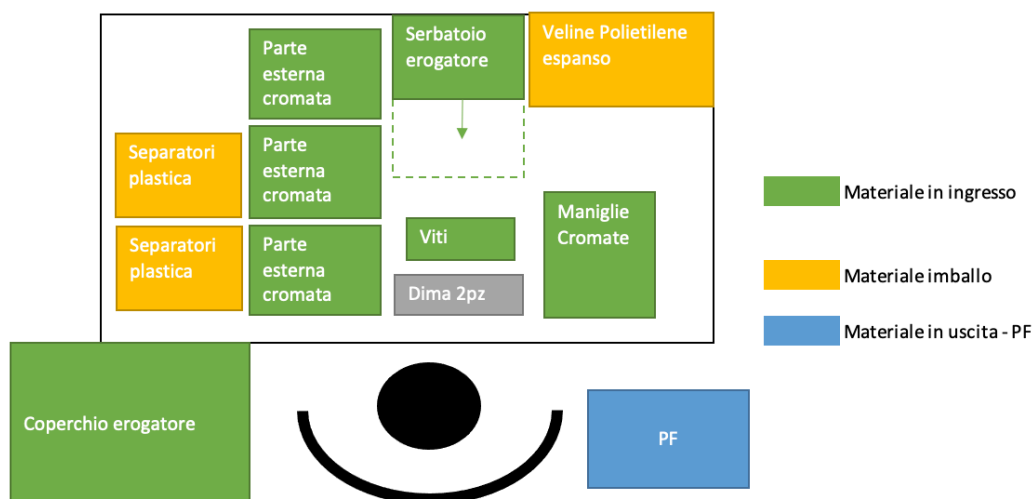 Parte
esterna
cromata
Serbatoio
erogatore
Veline Polietilene
espanso
Separatori
plastica
Parte
esterna
cromata
Maniglie
Cromate
Materiale in ingresso
Viti
Separatori
plastica
Parte
esterna
cromata
Dima 2pz
Materiale imballo
Materiale in uscita - PF
Coperchio erogatore
PF